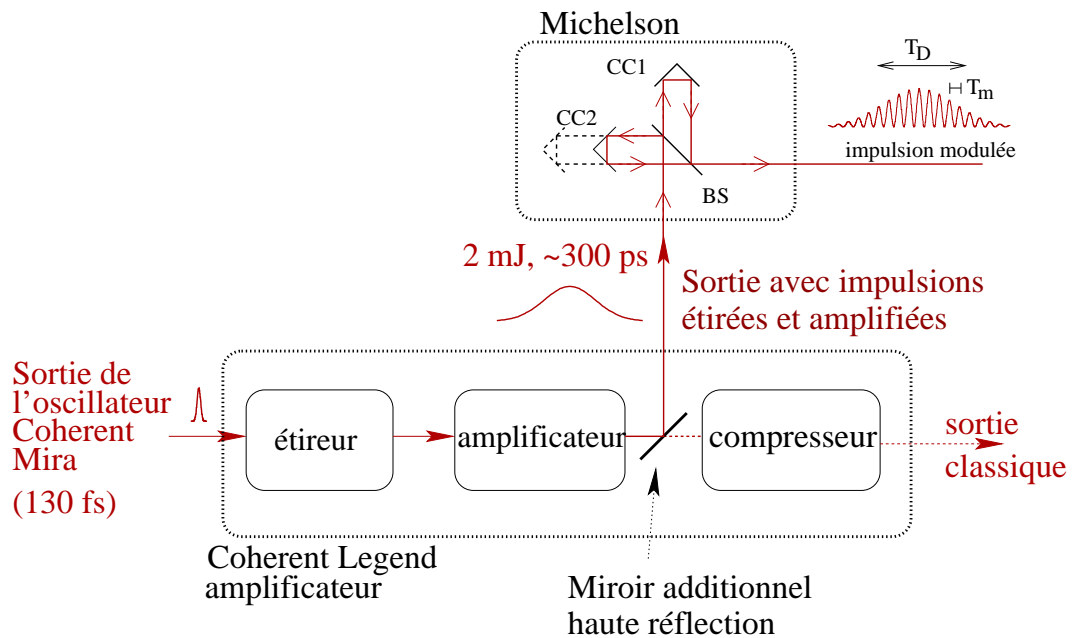 Michelson
CC1
CC2
BS
T_D
T_m
impulsion modulée
2 mJ, ~300 ps
Sortie avec impulsions
étirées et amplifiées
Sortie de
l'oscillateur
Coherent
Mira
(130 fs)
étireur
amplificateur
compresseur
sortie
classique
Coherent Legend
amplificateur
Miroir additionnel
haute réflection